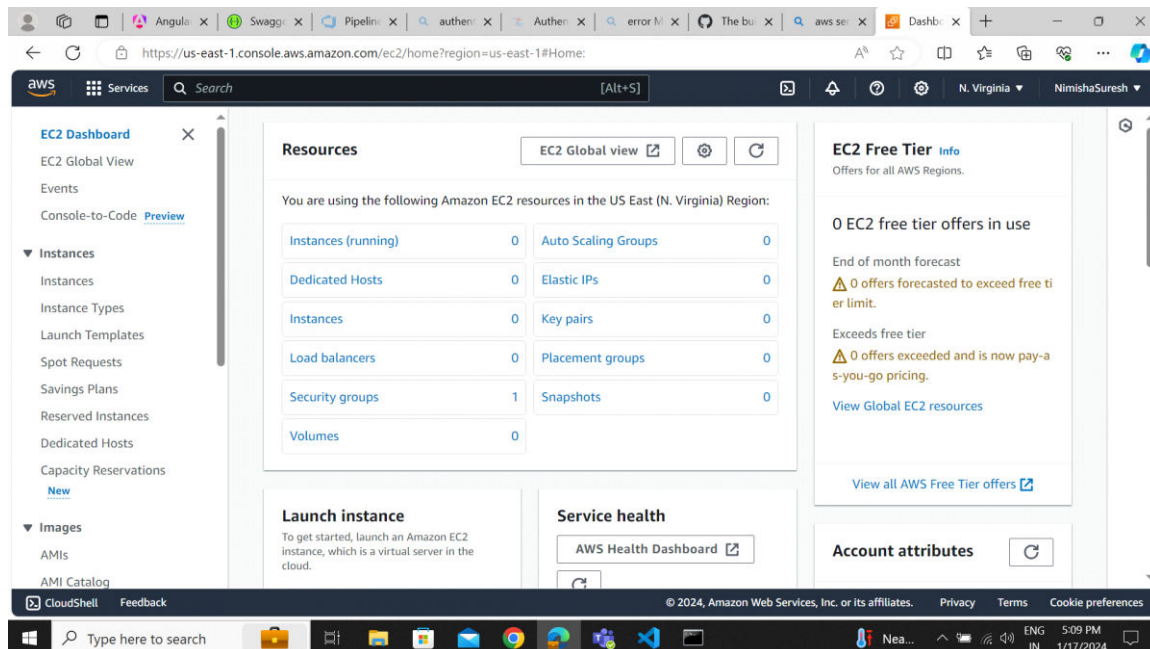 Angula
Swagge
Pipeline
authent
Authen
error M
The bu
aws ser
Dashb
https://us-east-1.console.aws.amazon.com/ec2/home?region=us-east-1#Home:
aws
Services
Search
[Alt+S]
N. Virginia
NimishaSuresh
EC2 Dashboard
EC2 Global View
Events
Console-to-Code Preview
Instances
Instances
Instance Types
Launch Templates
Spot Requests
Savings Plans
Reserved Instances
Dedicated Hosts
Capacity Reservations
New
Images
AMIs
AMI Catalog
Resources
EC2 Global view
You are using the following Amazon EC2 resources in the US East (N. Virginia) Region:
Instances (running) 0
Auto Scaling Groups 0
Dedicated Hosts 0
Elastic IPs 0
Instances 0
Key pairs 0
Load balancers 0
Placement groups 0
Security groups 1
Snapshots 0
Volumes 0
Launch instance
To get started, launch an Amazon EC2
instance, which is a virtual server in the
cloud.
Service health
AWS Health Dashboard
EC2 Free Tier Info
Offers for all AWS Regions.
0 EC2 free tier offers in use
End of month forecast
0 offers forecasted to exceed free ti
er limit.
Exceeds free tier
0 offers exceeded and is now pay-a
s-you-go pricing.
View Global EC2 resources
View all AWS Free Tier offers
Account attributes
CloudShell
Feedback
© 2024, Amazon Web Services, Inc. or its affiliates.
Privacy
Terms
Cookie preferences
Type here to search
Nea...
ENG
IN
5:09 PM
1/17/2024